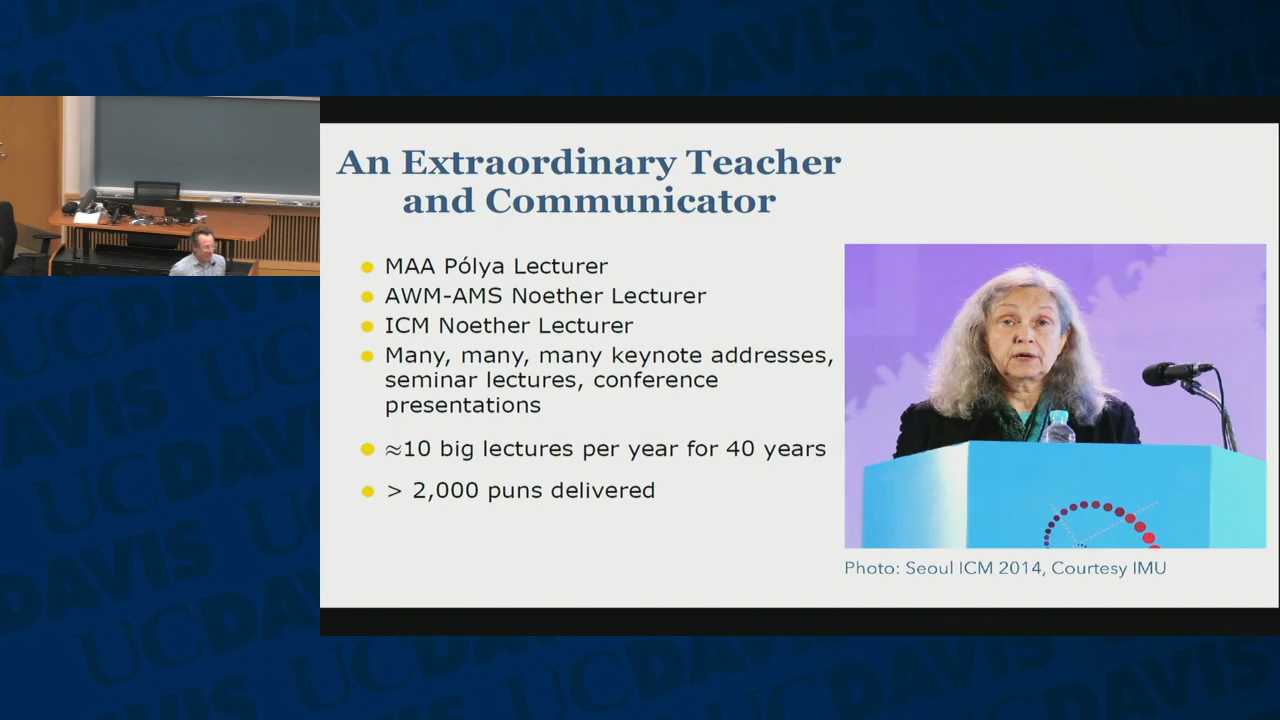 An Extraordinary Teacher
and Communicator
MAA Pólya Lecturer
AWM-AMS Noether Lecturer
ICM Noether Lecturer
Many, many, many keynote addresses,
seminar lectures, conference
presentations
≈10 big lectures per year for 40 years
> 2,000 puns delivered
Photo: Seoul ICM 2014, Courtesy IMU
UCDAVIS